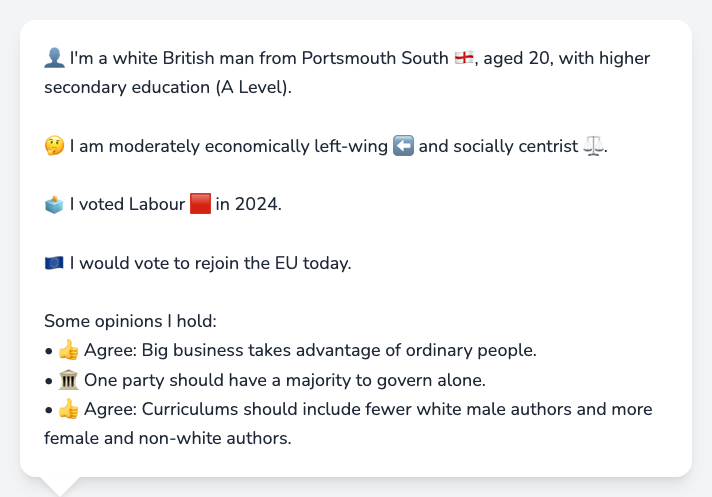 👤 I'm a white British man from Portsmouth South 🏴󠁧󠁢󠁥󠁮󠁧󠁿, aged 20, with higher
secondary education (A Level).
🤔 I am moderately economically left-wing ⬅️ and socially centrist ⚖️.
🗳️ I voted Labour 🟥 in 2024.
🇪🇺 I would vote to rejoin the EU today.
Some opinions I hold:
• 👍 Agree: Big business takes advantage of ordinary people.
• 🏛️ One party should have a majority to govern alone.
• 👍 Agree: Curriculums should include fewer white male authors and more
female and non-white authors.